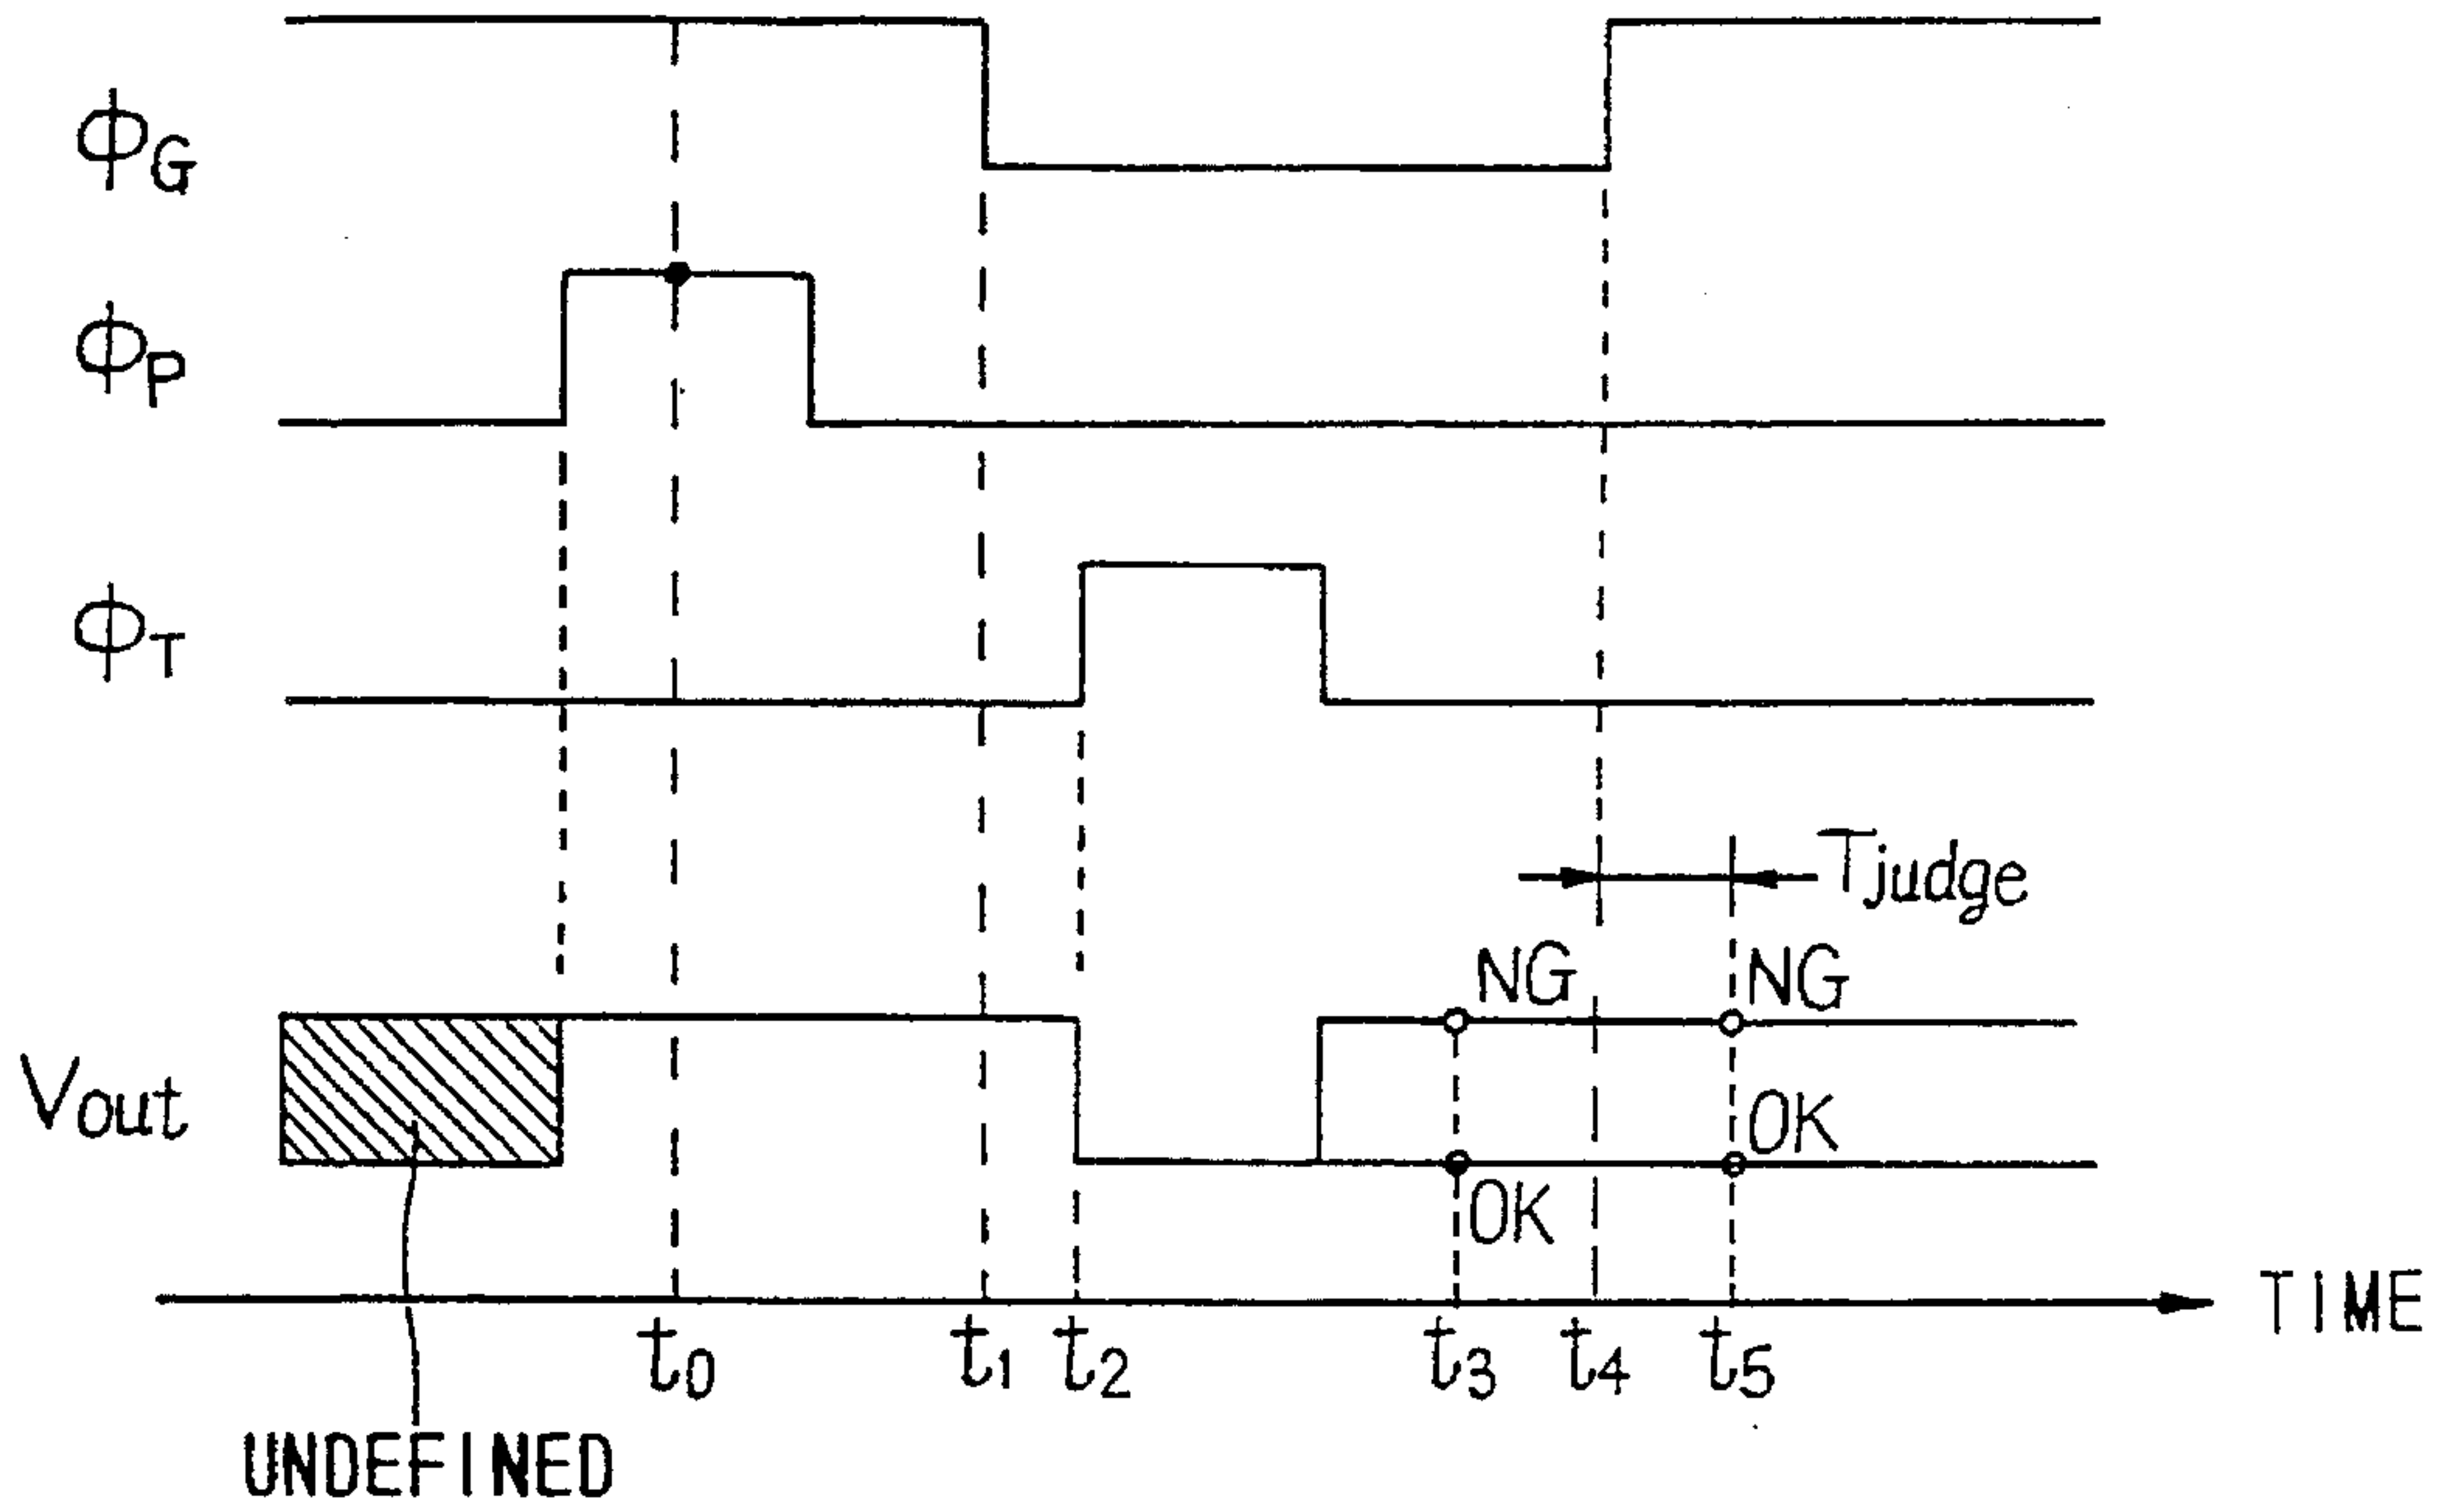 ϕG
ϕP
ϕT
Tjudge
NG NG
OK
Vout
OK
TIME
t0 t1 t2 t3 t4 t5
UNDEFINED